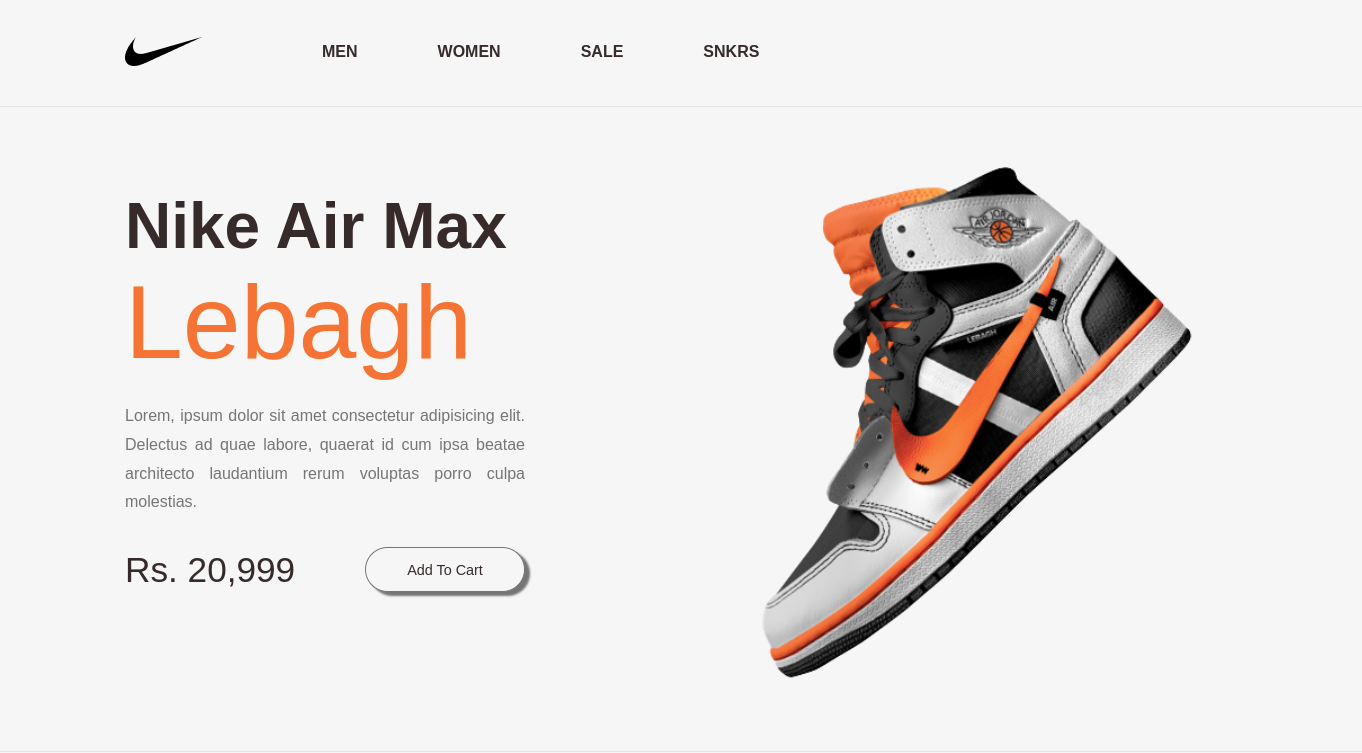 MEN WOMEN SALE SNKRS
Nike Air Max
Lebagh
Lorem, ipsum dolor sit amet consectetur adipisicing elit.
Delectus ad quae labore, quaerat id cum ipsa beatae
architecto laudantium rerum voluptas porro culpa
molestias.
Rs. 20,999 Add To Cart
AIR JORDAN
AIR
LEBAGH